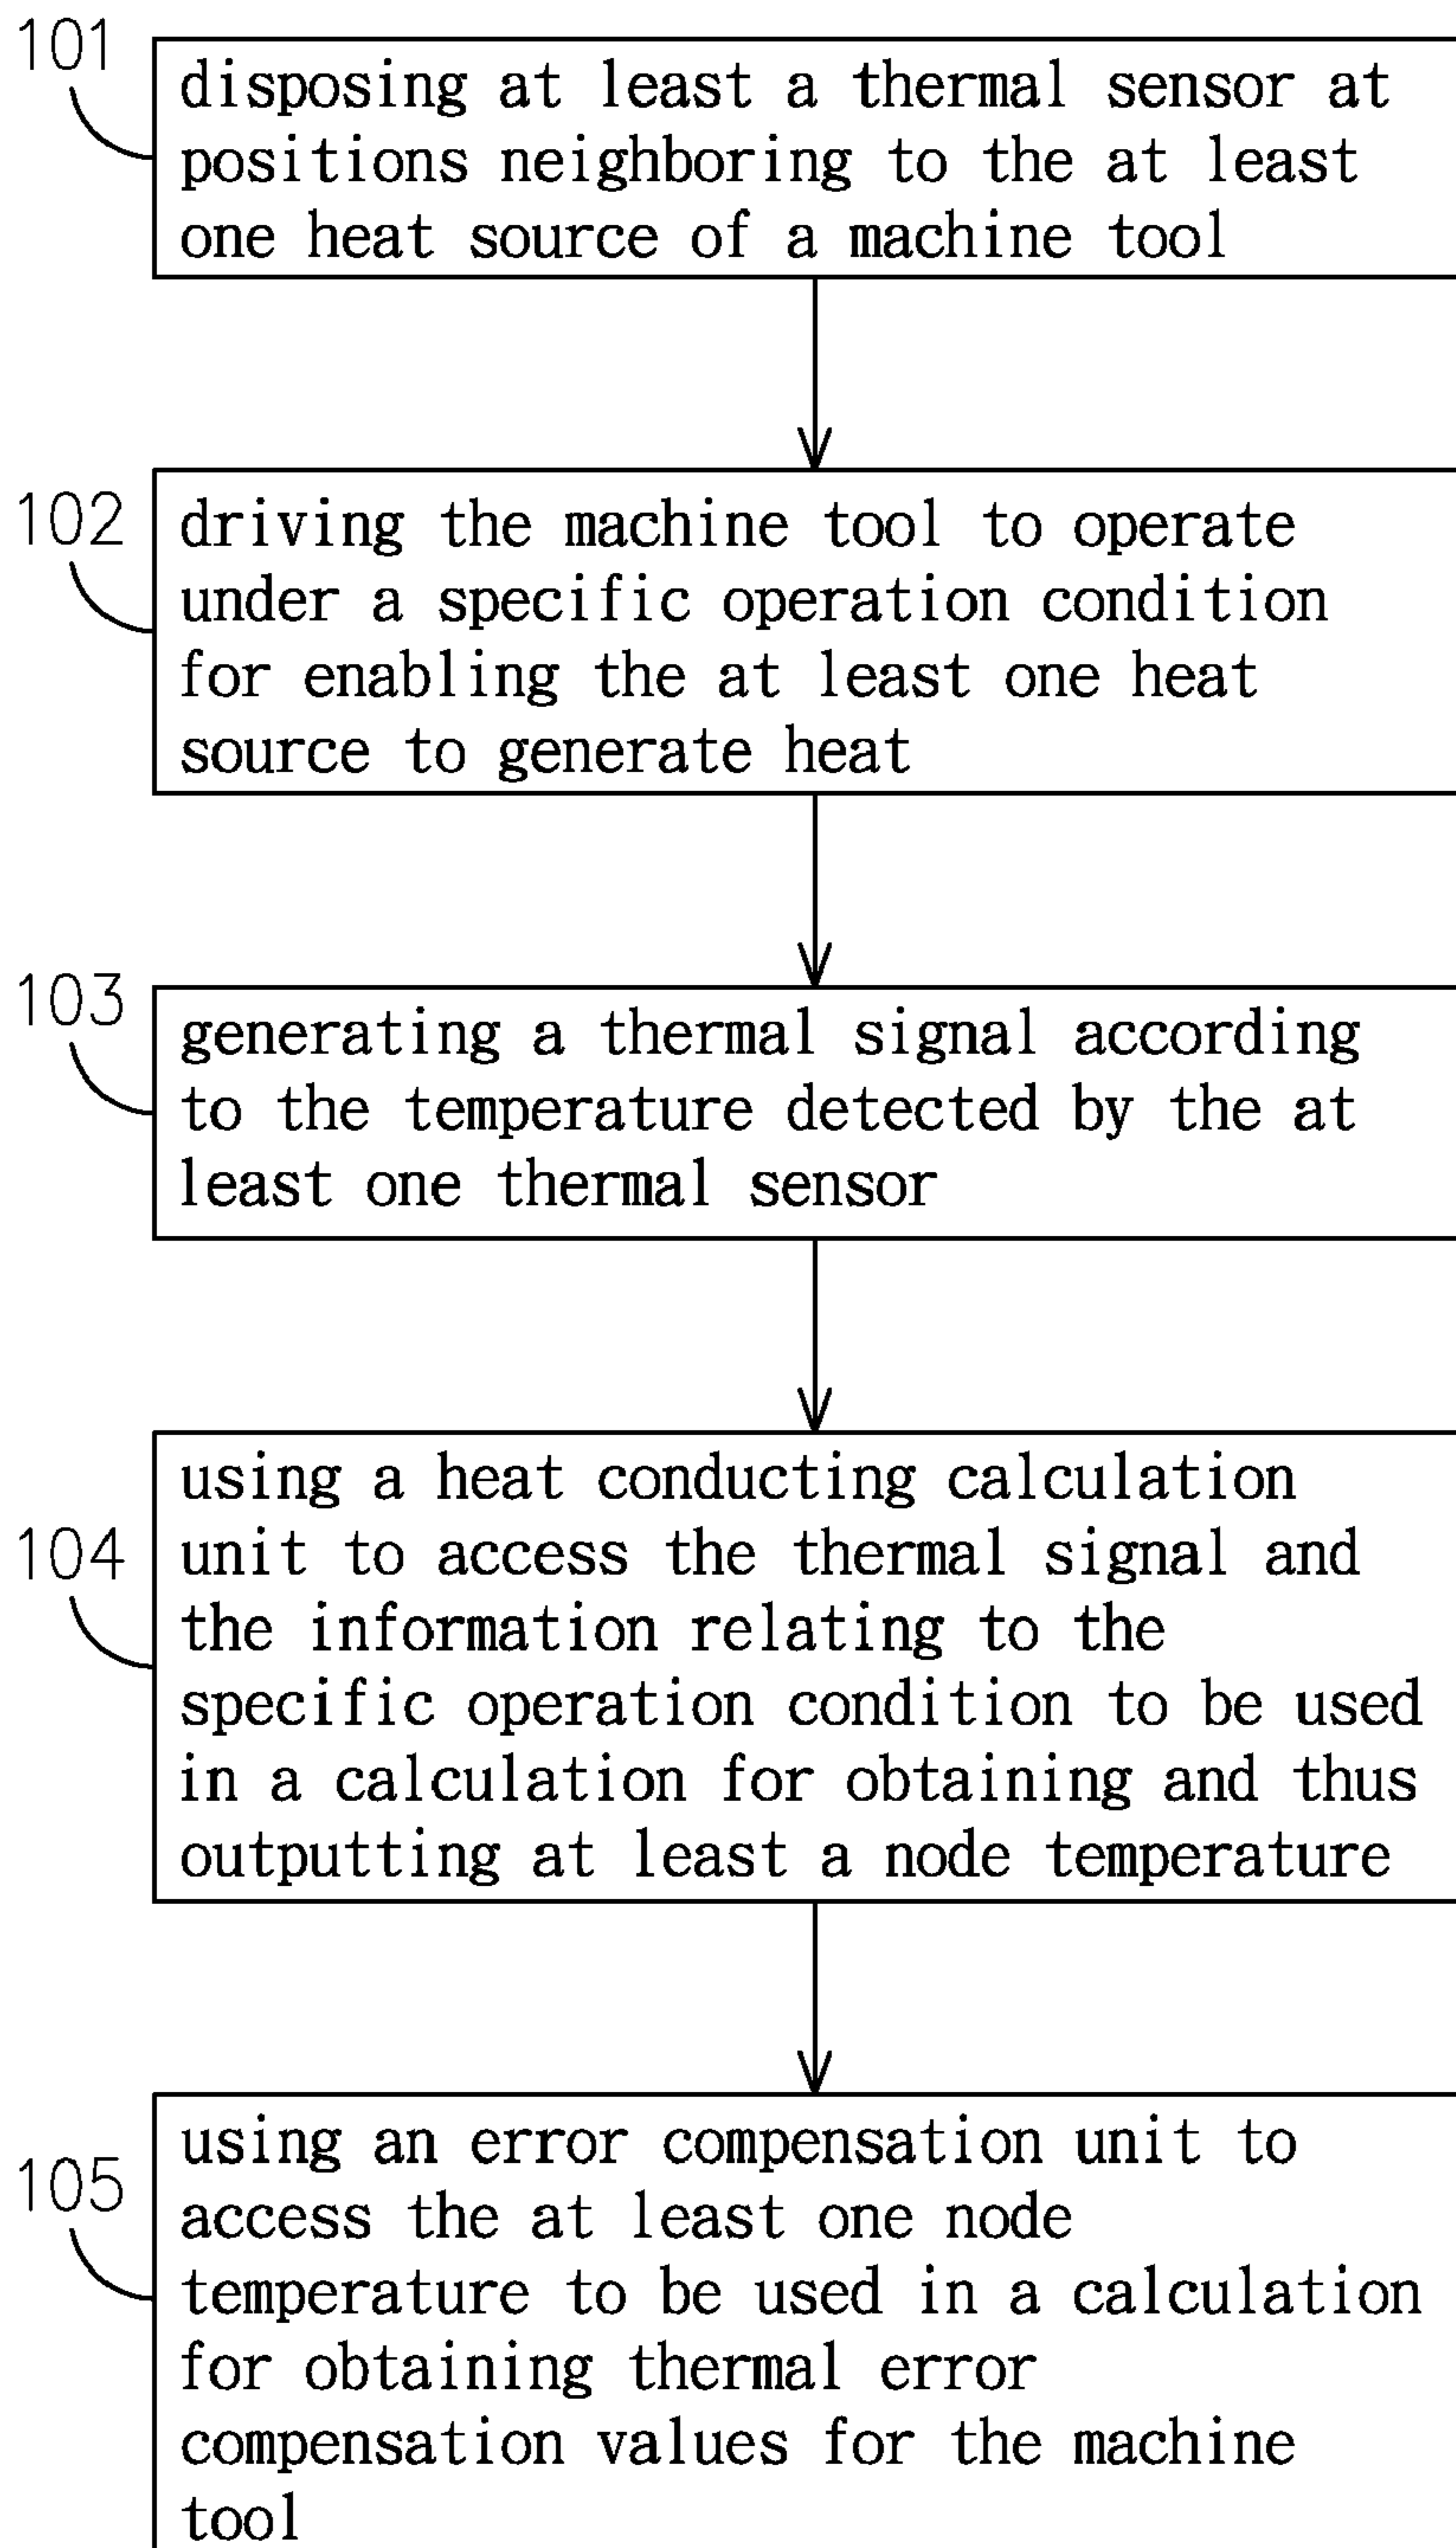 101
disposing at least a thermal sensor at
positions neighboring to the at least
one heat source of a machine tool
102
driving the machine tool to operate
under a specific operation condition
for enabling the at least one heat
source to generate heat
103
generating a thermal signal according
to the temperature detected by the at
least one thermal sensor
104
using a heat conducting calculation
unit to access the thermal signal and
the information relating to the
specific operation condition to be used
in a calculation for obtaining and thus
outputting at least a node temperature
105
using an error compensation unit to
access the at least one node
temperature to be used in a calculation
for obtaining thermal error
compensation values for the machine
tool